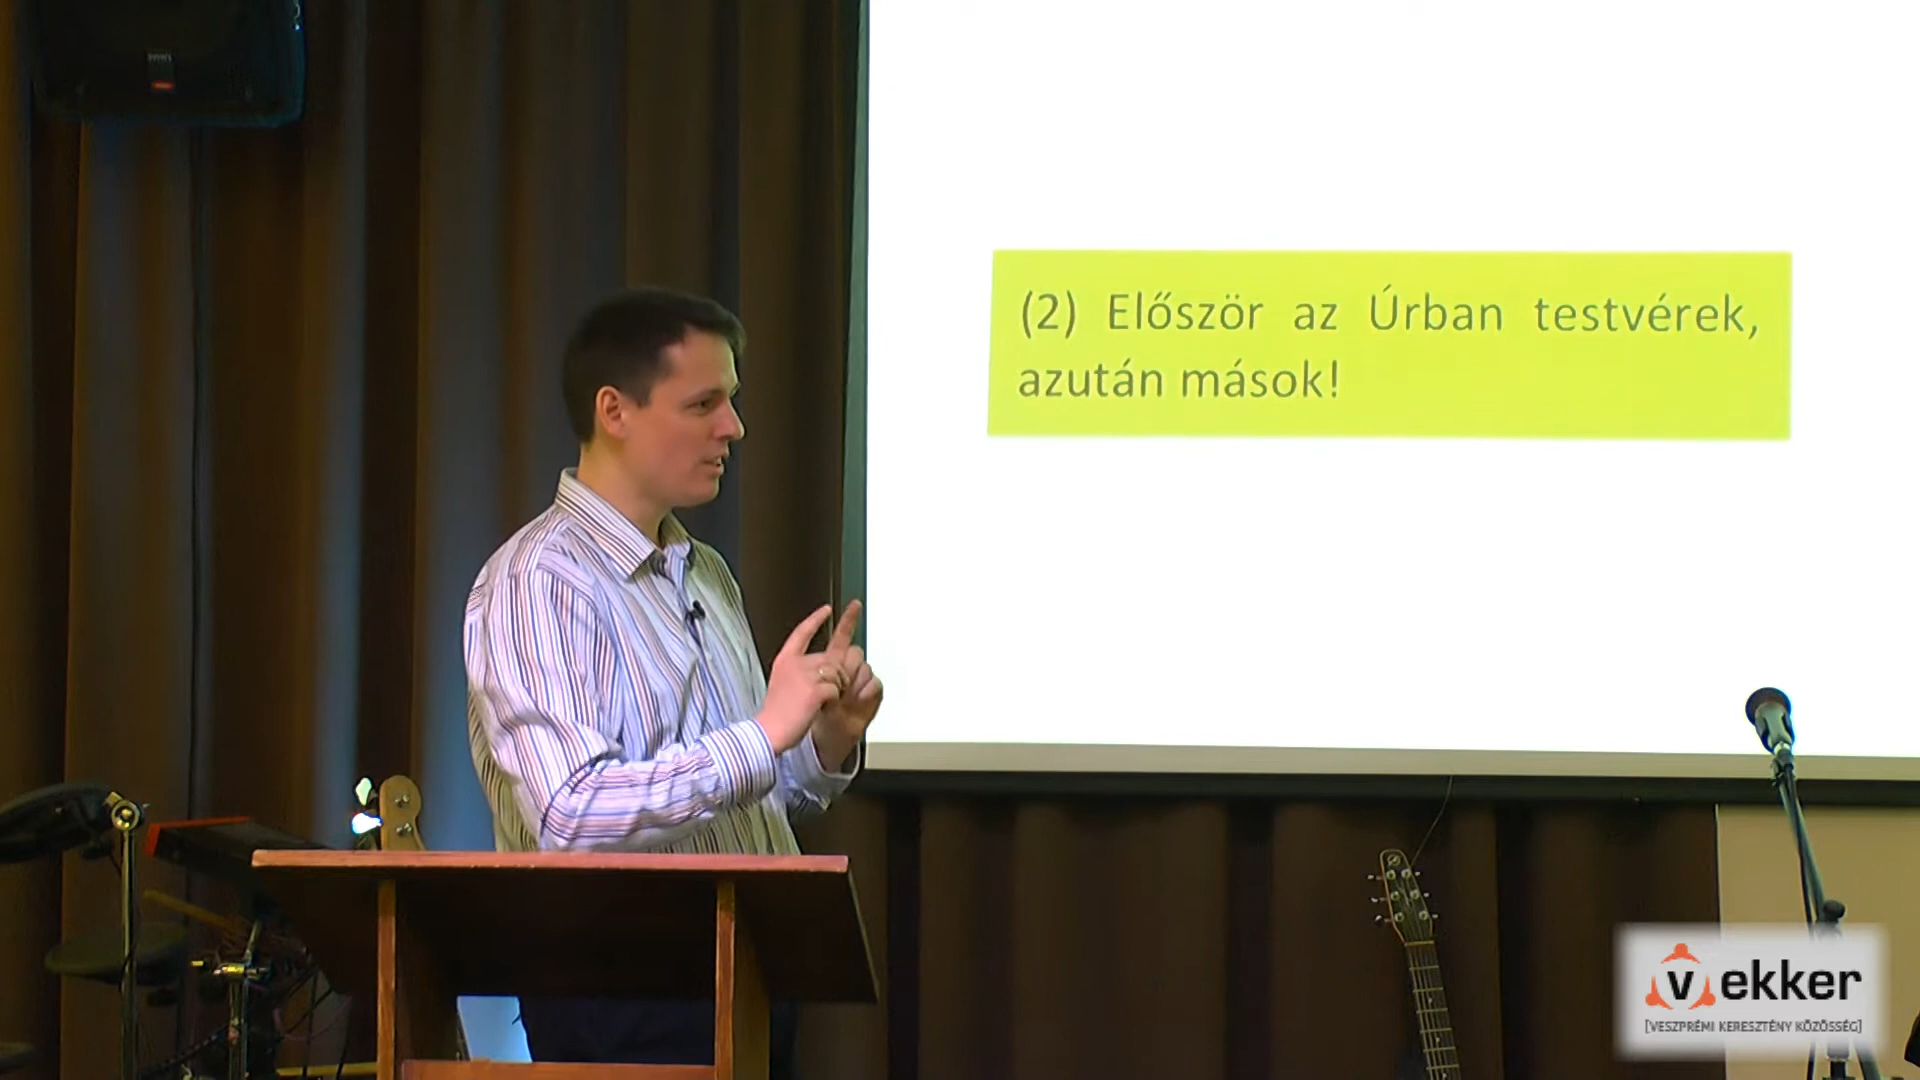 (2) Először az Úrban testvérek,
azután mások!
vekker
[VESZPRÉMI KERESZTÉNY KÖZÖSSÉG]